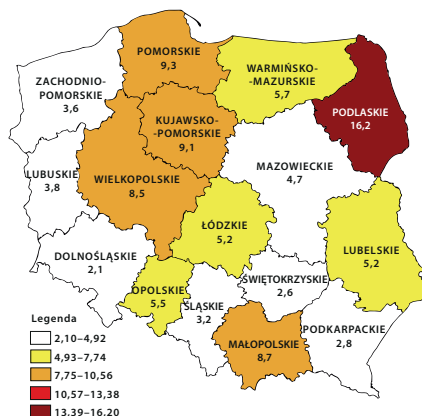 POMORSKIE
9,3
WARMIŃSKO-
-MAZURSKIE
5,7
ZACHODNIO-
POMORSKIE
3,6
PODLASKIE
16,2
KUJAWSKO-
-POMORSKIE
9,1
MAZOWIECKIE
4,7
LUBUSKIE
3,8
WIELKOPOLSKIE
8,5
ŁÓDZKIE
5,2
LUBELSKIE
5,2
DOLNOŚLĄSKIE
2,1
OPOLSKIE
5,5
ŚLĄSKIE
3,2
ŚWIĘTOKRZYSKIE
2,6
MAŁOPOLSKIE
8,7
PODKARPACKIE
2,8
Legenda
2,10–4,92
4,93–7,74
7,75–10,56
10,57–13,38
13,39–16,20